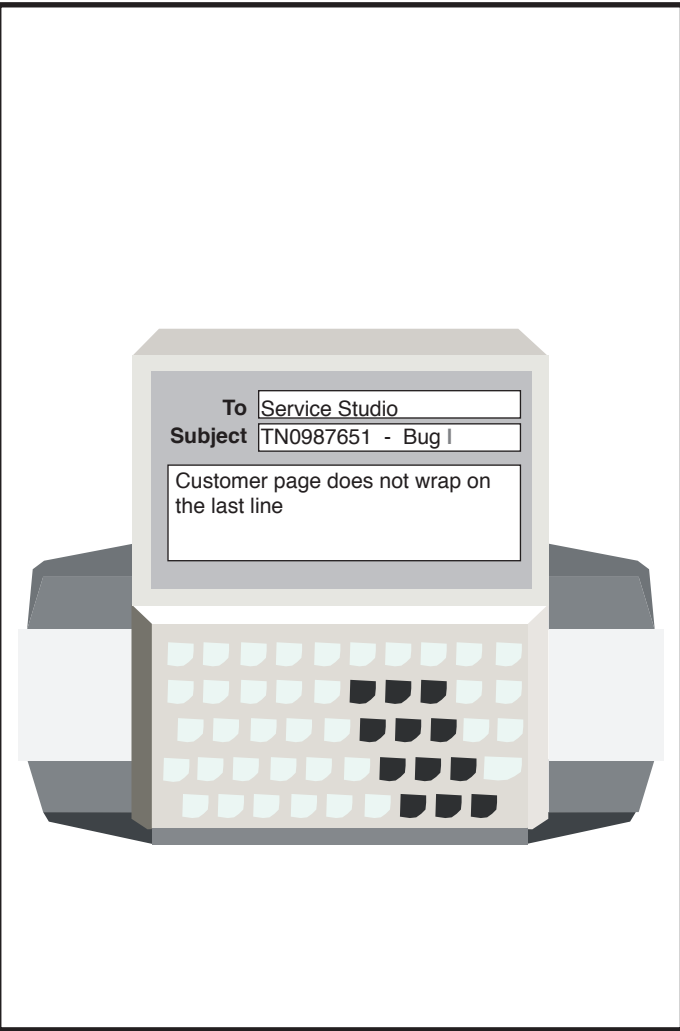 To Service Studio
Subject TN0987651 - Bug
Customer page does not wrap on
the last line